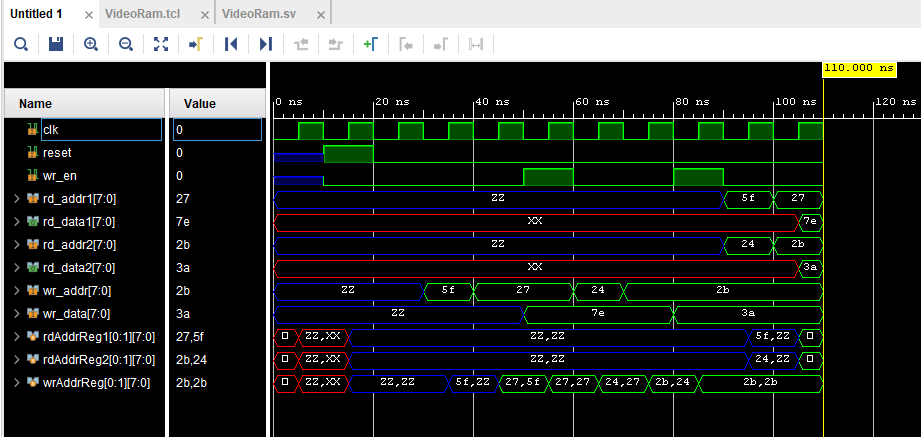 Untitled 1 × VideoRam.tcl × VideoRam.sv ×
110.000 ns
Name Value
0 ns 20 ns 40 ns 60 ns 80 ns 100 ns 120 ns
clk 0
reset 0
wr_en 0
rd_addr1[7:0] 27 ZZ 5f 27
rd_data1[7:0] 7e XX 7e
rd_addr2[7:0] 2b ZZ 24 2b
rd_data2[7:0] 3a XX 3a
wr_addr[7:0] 2b ZZ 5f 27 24 2b
wr_data[7:0] 3a ZZ 7e 3a
rdAddrReg1[0:1][7:0] 27,5f ZZ,XX ZZ,ZZ 5f,ZZ
rdAddrReg2[0:1][7:0] 2b,24 ZZ,XX ZZ,ZZ 24,ZZ
wrAddrReg[0:1][7:0] 2b,2b ZZ,XX ZZ,ZZ 5f,ZZ 27,5f 27,27 24,27 2b,24 2b,2b